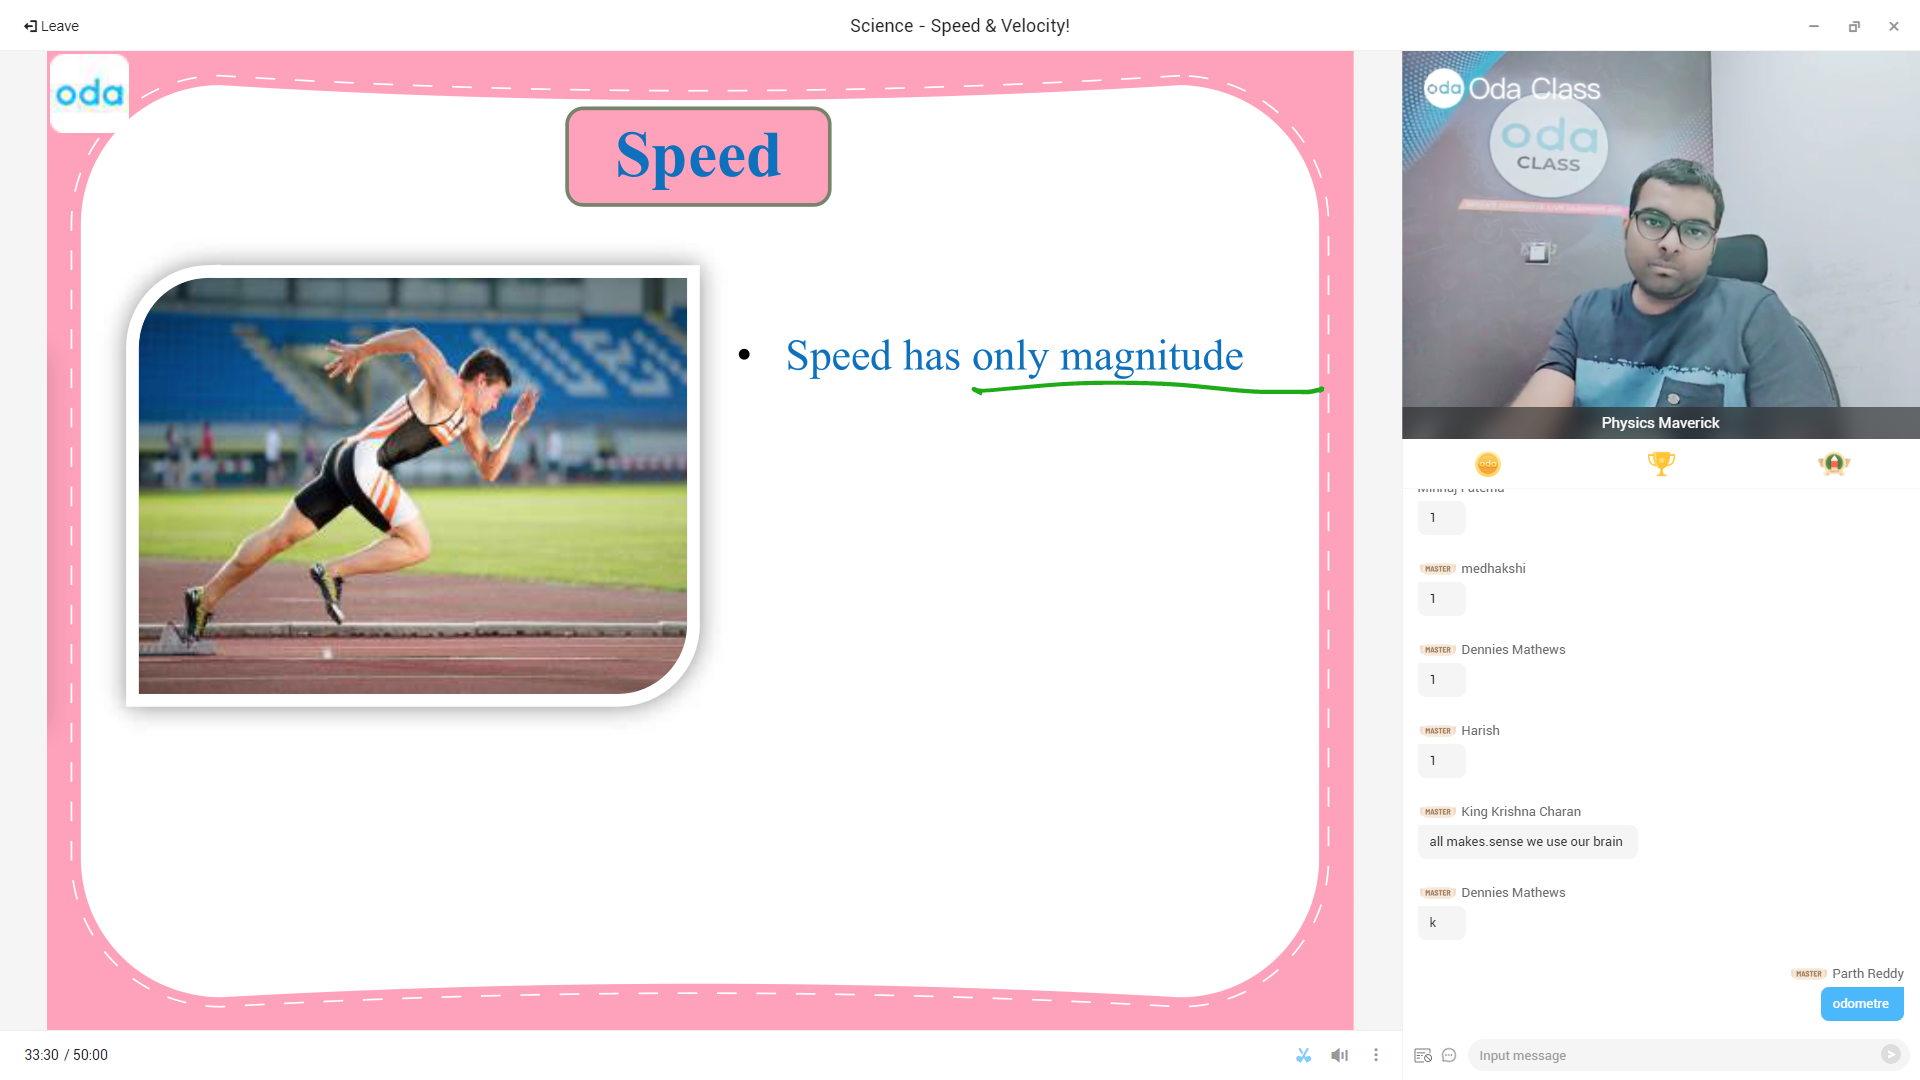 Leave
Science - Speed & Velocity!
oda
Speed
• Speed has only magnitude
oda Oda Class
oda
CLASS
Physics Maverick
oda
1
MASTER medhakshi
1
MASTER Dennies Mathews
1
MASTER Harish
1
MASTER King Krishna Charan
all makes.sense we use our brain
MASTER Dennies Mathews
k
MASTER Parth Reddy
odometre
33:30 / 50:00
Input message